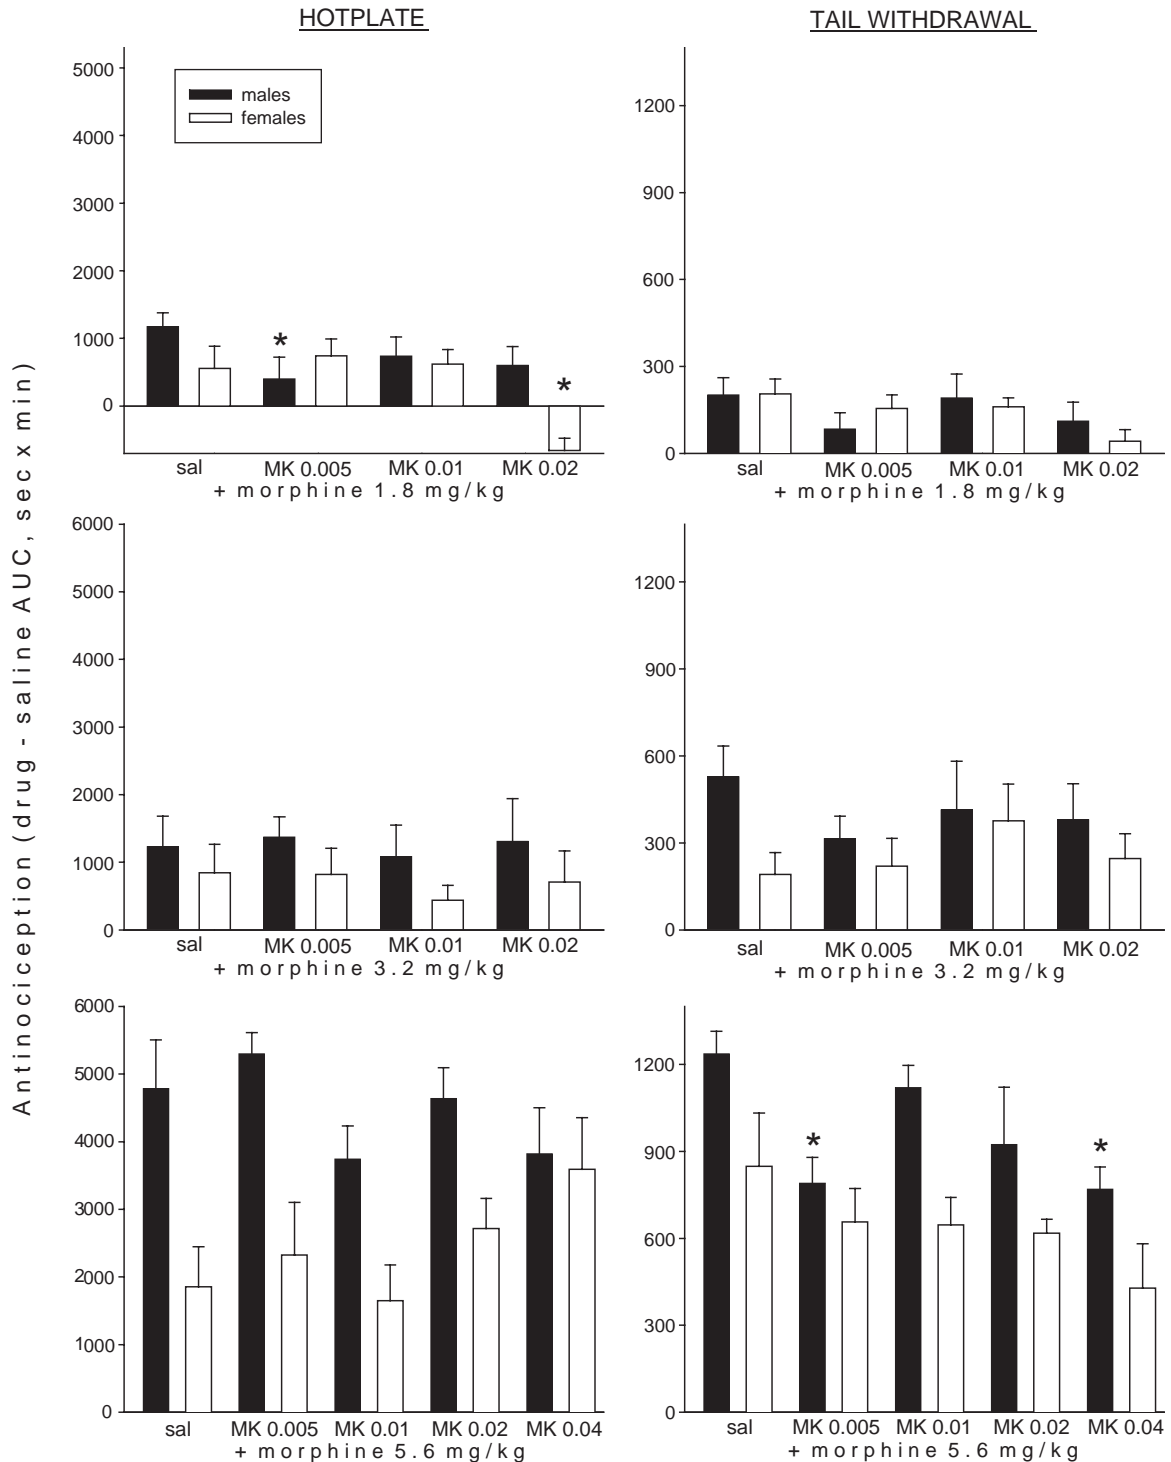 HOTPLATE
TAIL WITHDRAWAL
Antinociception (drug - saline AUC, sec x min)
males
females
5000
4000
3000
2000
1000
0
*
*
sal MK 0.005 MK 0.01 MK 0.02
+ morphine 1.8 mg/kg
1200
900
600
300
0
sal MK 0.005 MK 0.01 MK 0.02
+ morphine 1.8 mg/kg
6000
5000
4000
3000
2000
1000
0
sal MK 0.005 MK 0.01 MK 0.02
+ morphine 3.2 mg/kg
1200
900
600
300
0
sal MK 0.005 MK 0.01 MK 0.02
+ morphine 3.2 mg/kg
6000
5000
4000
3000
2000
1000
0
sal MK 0.005 MK 0.01 MK 0.02 MK 0.04
+ morphine 5.6 mg/kg
1200
900
600
300
0
*
*
sal MK 0.005 MK 0.01 MK 0.02 MK 0.04
+ morphine 5.6 mg/kg